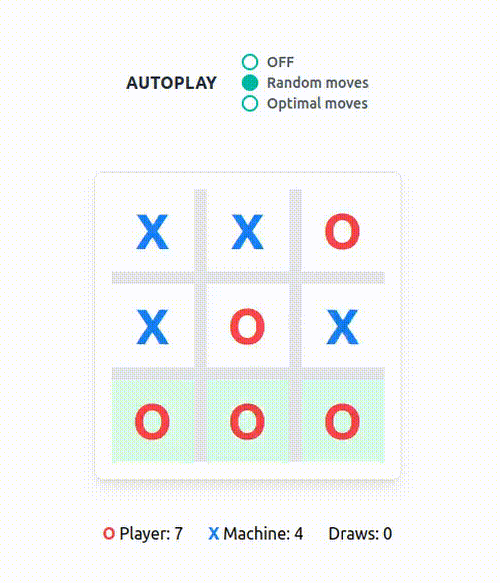 OFF
AUTOPLAY Random moves
Optimal moves
X X O
X O X
O O O
O Player: 7 X Machine: 4 Draws: 0